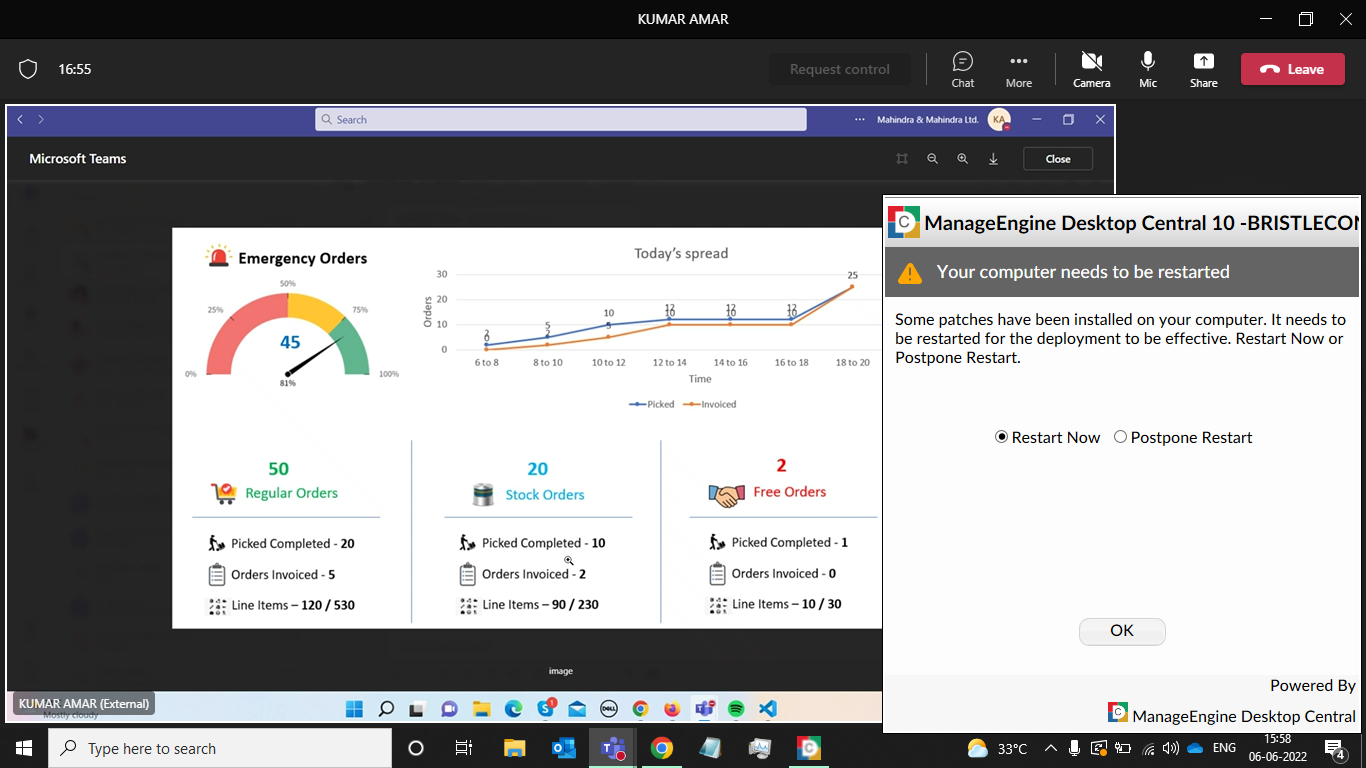 KUMAR AMAR
16:55
Request control
Chat
More
Camera
Mic
Share
Leave
Search
Mahindra & Mahindra Ltd.
KA
Microsoft Teams
Close
Emergency Orders
0%
25%
50%
75%
100%
45
81%
Today's spread
Orders
30
20
10
0
2
0
5
2
10
5
12
10
12
10
12
10
25
6 to 8
8 to 10
10 to 12
12 to 14
14 to 16
16 to 18
18 to 20
Time
Picked
Invoiced
50
Regular Orders
Picked Completed - 20
Orders Invoiced - 5
Line Items – 120 / 530
20
Stock Orders
Picked Completed - 10
Orders Invoiced - 2
Line Items – 90 / 230
2
Free Orders
Picked Completed - 1
Orders Invoiced - 0
Line Items – 10 / 30
image
ManageEngine Desktop Central 10 -BRISTLECON
Your computer needs to be restarted
Some patches have been installed on your computer. It needs to
be restarted for the deployment to be effective. Restart Now or
Postpone Restart.
Restart Now
Postpone Restart
OK
Powered By
ManageEngine Desktop Central
KUMAR AMAR (External)
Mostly cloudy
1
DELL
Type here to search
33°C
ENG
15:58
06-06-2022
4